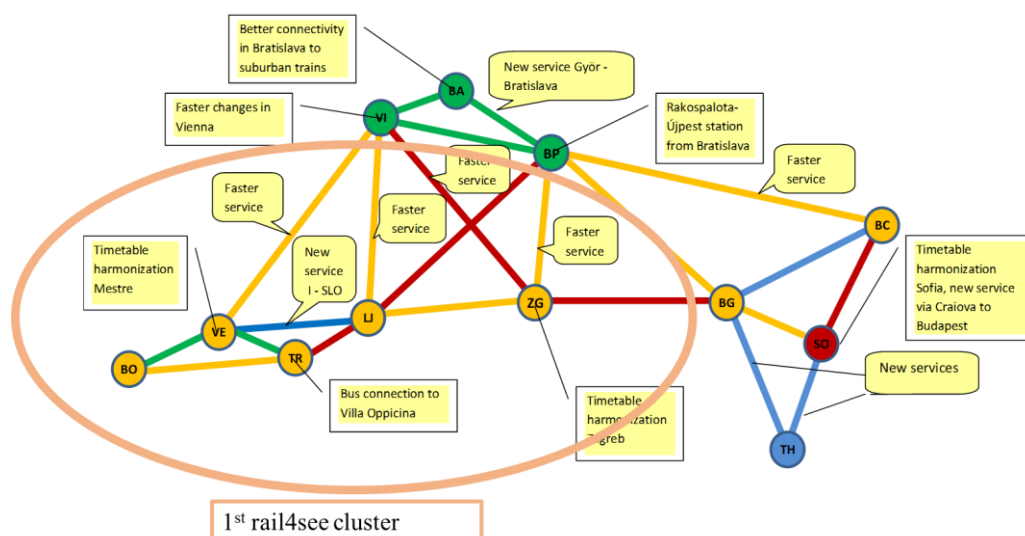 Better connectivity
in Bratislava to
suburban trains
New service Györ -
Bratislava
BA
Faster changes in
Vienna
VI
BP
Rakospalota-
Újpest station
from Bratislava
Faster
service
Faster
service
Faster
service
Faster
service
Faster
service
Timetable
harmonization
Mestre
New
service
I - SLO
BC
Timetable
harmonization
Sofia, new service
via Craiova to
Budapest
VE
LJ
ZG
BG
SO
BO
TR
New services
Bus connection to
Villa Oppicina
Timetable
harmonization
Zagreb
TH
1st rail4see cluster